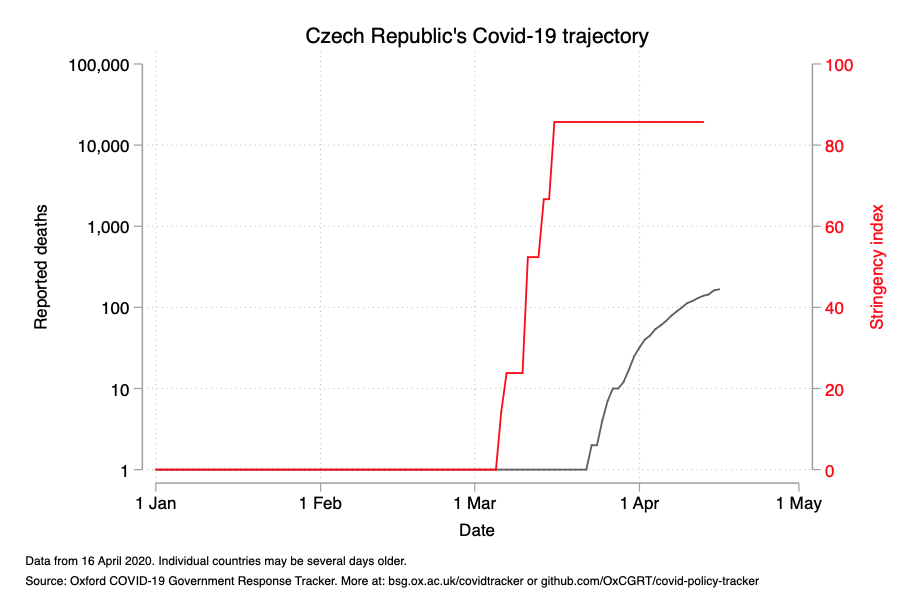 Czech Republic's Covid-19 trajectory
100,000
10,000
1,000
100
10
1
Reported deaths
100
80
60
40
20
0
Stringency index
1 Jan
1 Feb
1 Mar
1 Apr
1 May
Date
Data from 16 April 2020. Individual countries may be several days older.
Source: Oxford COVID-19 Government Response Tracker. More at: bsg.ox.ac.uk/covidtracker or github.com/OxCGRT/covid-policy-tracker